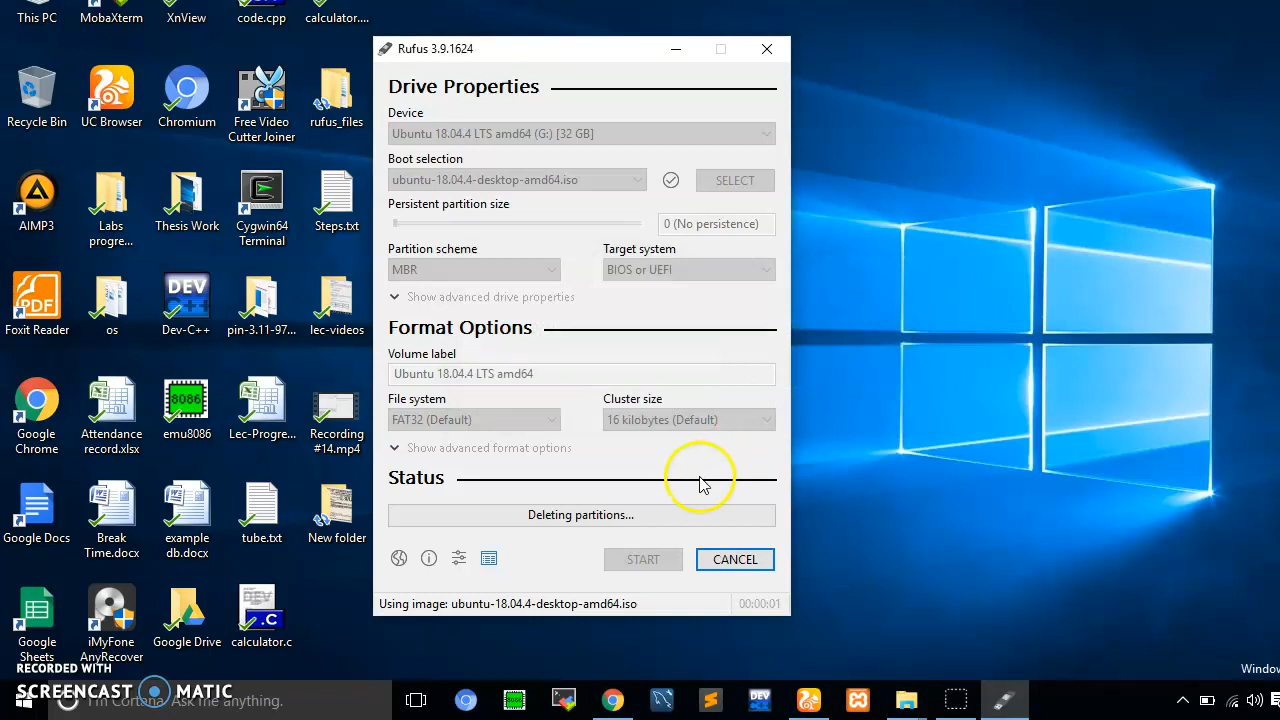 This PC
MobaXterm
XnView
code.cpp
calculator....
Recycle Bin
UC Browser
Chromium
Free Video
Cutter Joiner
rufus_files
AIMP3
Labs
progre...
Thesis Work
Cygwin64
Terminal
Steps.txt
PDF
Foxit Reader
os
DEV
C++
Dev-C++
pin-3.11-97...
lec-videos
Google
Chrome
Attendance
record.xlsx
8086
emu8086
Lec-Progre...
Recording
#14.mp4
Google Docs
Break
Time.docx
example
db.docx
tube.txt
New folder
Google
Sheets
iMyFone
AnyRecover
Google Drive
DEV
.C
calculator.c
Rufus 3.9.1624
Drive Properties
Device
Ubuntu 18.04.4 LTS amd64 (G:) [32 GB]
Boot selection
ubuntu-18.04.4-desktop-amd64.iso
SELECT
Persistent partition size
0 (No persistence)
Partition scheme
Target system
MBR
BIOS or UEFI
Show advanced drive properties
Format Options
Volume label
Ubuntu 18.04.4 LTS amd64
File system
Cluster size
FAT32 (Default)
16 kilobytes (Default)
Show advanced format options
Status
Deleting partitions...
START
CANCEL
Using image: ubuntu-18.04.4-desktop-amd64.iso
00:00:01
Window
RECORDED WITH
SCREENCAST MATIC
I'm Cortana. Ask me anything.
DEV
C++